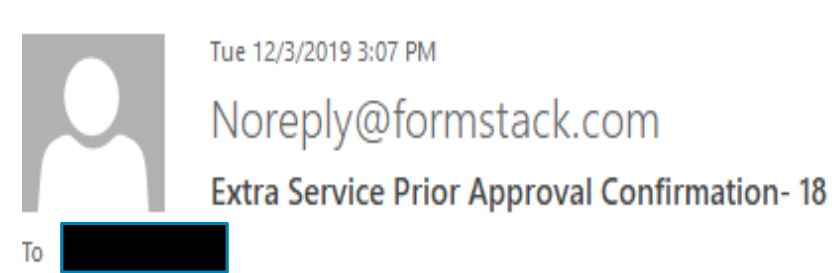 Tue 12/3/2019 3:07 PM
Noreply@formstack.com
Extra Service Prior Approval Confirmation- 18
To